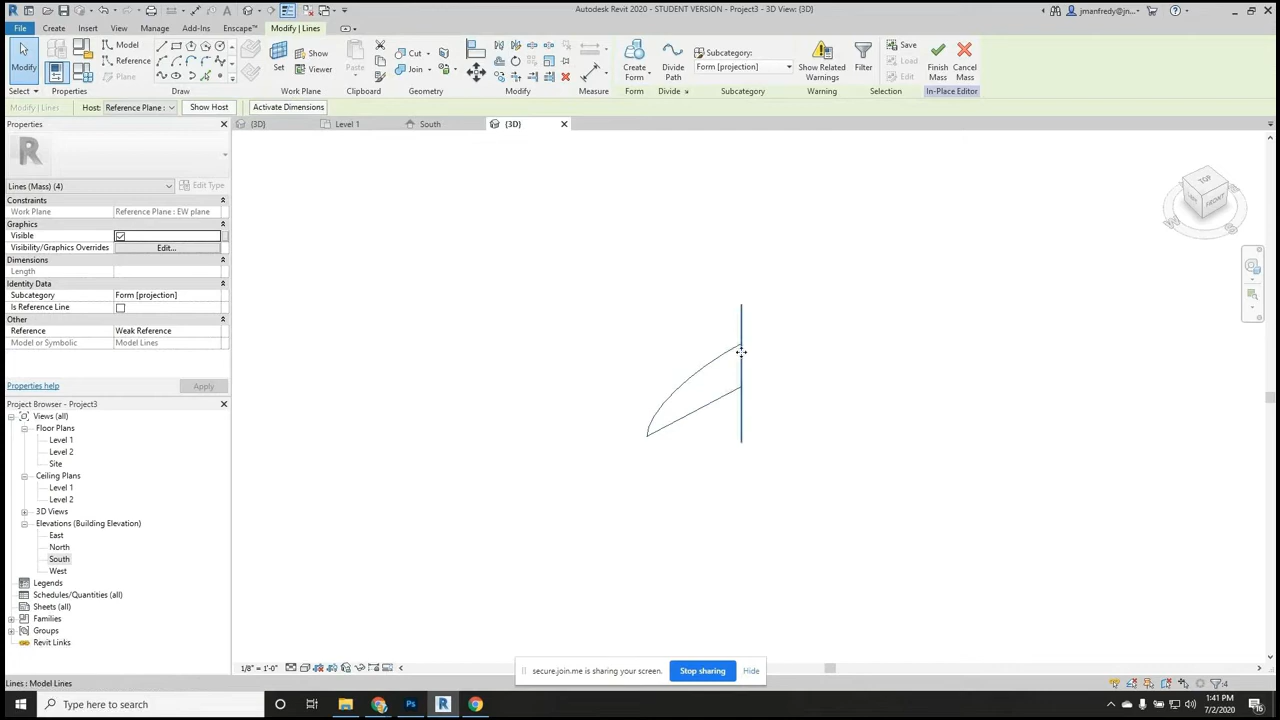 Autodesk Revit 2020 - STUDENT VERSION - Project3 - 3D View: {3D}
jmanfredy@jn...
File Create Insert View Manage Add-Ins Enscape™ Modify | Lines
Modify
Model
Reference
Set
Show
Viewer
Paste
Cut
Join
Create Form
Divide Path
Subcategory:
Form [projection]
Show Related Warnings
Filter
Save
Load
Edit
Finish Mass
Cancel Mass
Select Properties Draw Work Plane Clipboard Geometry Modify Measure Form Divide Subcategory Warning Selection In-Place Editor
Modify | Lines Host: Reference Plane : Show Host Activate Dimensions
Properties
{3D} Level 1 South {3D}
Lines (Mass) (4) Edit Type
Constraints
Work Plane Reference Plane : EW plane
Graphics
Visible
Visibility/Graphics Overrides Edit...
Dimensions
Length
Identity Data
Subcategory Form [projection]
Is Reference Line
Other
Reference Weak Reference
Model or Symbolic Model Lines
Properties help Apply
Project Browser - Project3
Views (all)
Floor Plans
Level 1
Level 2
Site
Ceiling Plans
Level 1
Level 2
3D Views
Elevations (Building Elevation)
East
North
South
West
Legends
Schedules/Quantities (all)
Sheets (all)
Families
Groups
Revit Links
TOP
FRONT
1/8" = 1'-0"
secure.join.me is sharing your screen. Stop sharing Hide
Lines : Model Lines
:4
Type here to search
1:41 PM
7/2/2020